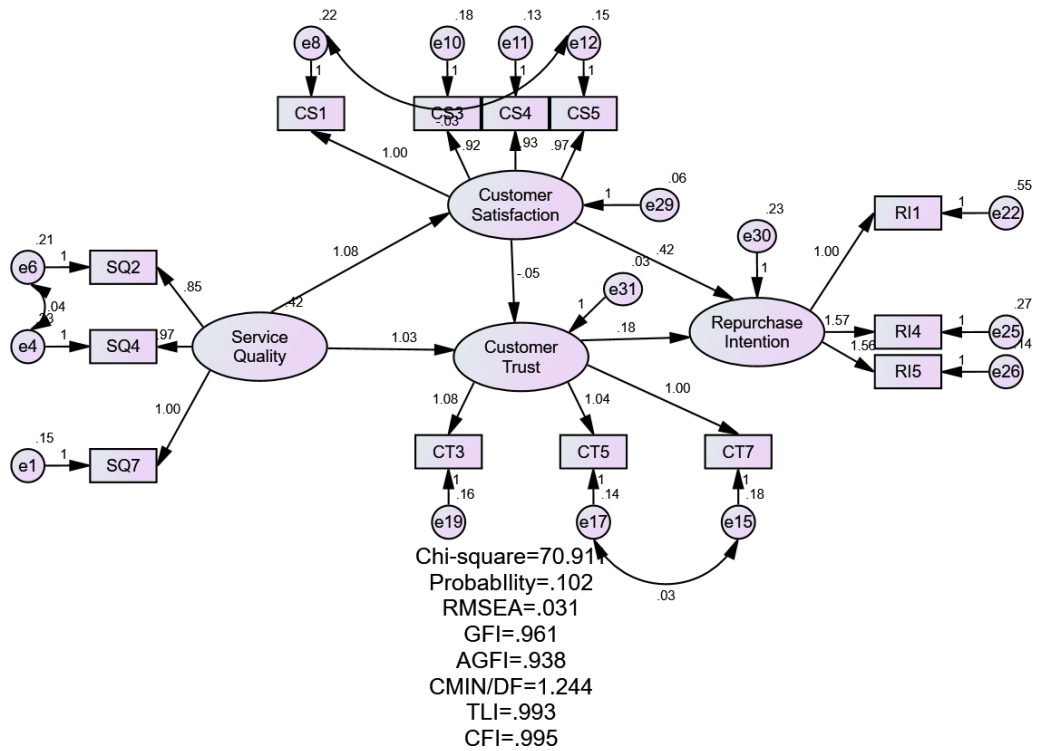 .22 .18 .13 .15
e8 e10 e11 e12
1 1 1 1
CS1 CS3 CS4 CS5
-.03
1.00 .92 .93 .97
Customer
Satisfaction
1 e29 .06
.23
e30
1
RI1 1 e22 .55
1.00
.21
e6 1 SQ2
.85
1.08
.42
-.05
.42
.03
e31
1
.04
e4 1 SQ4 .97
.42
Service
Quality
1.03
Customer
Trust
.18
Repurchase
Intention
1.57 RI4 1 e25 .27
1.56 RI5 1 e26 .14
1.00
.15
e1 1 SQ7
1.08 1.04 1.00
CT3 CT5 CT7
1 1 1
.16 .14 .18
e19 e17 e15
.03
Chi-square=70.911
ProbabIlity=.102
RMSEA=.031
GFI=.961
AGFI=.938
CMIN/DF=1.244
TLI=.993
CFI=.995